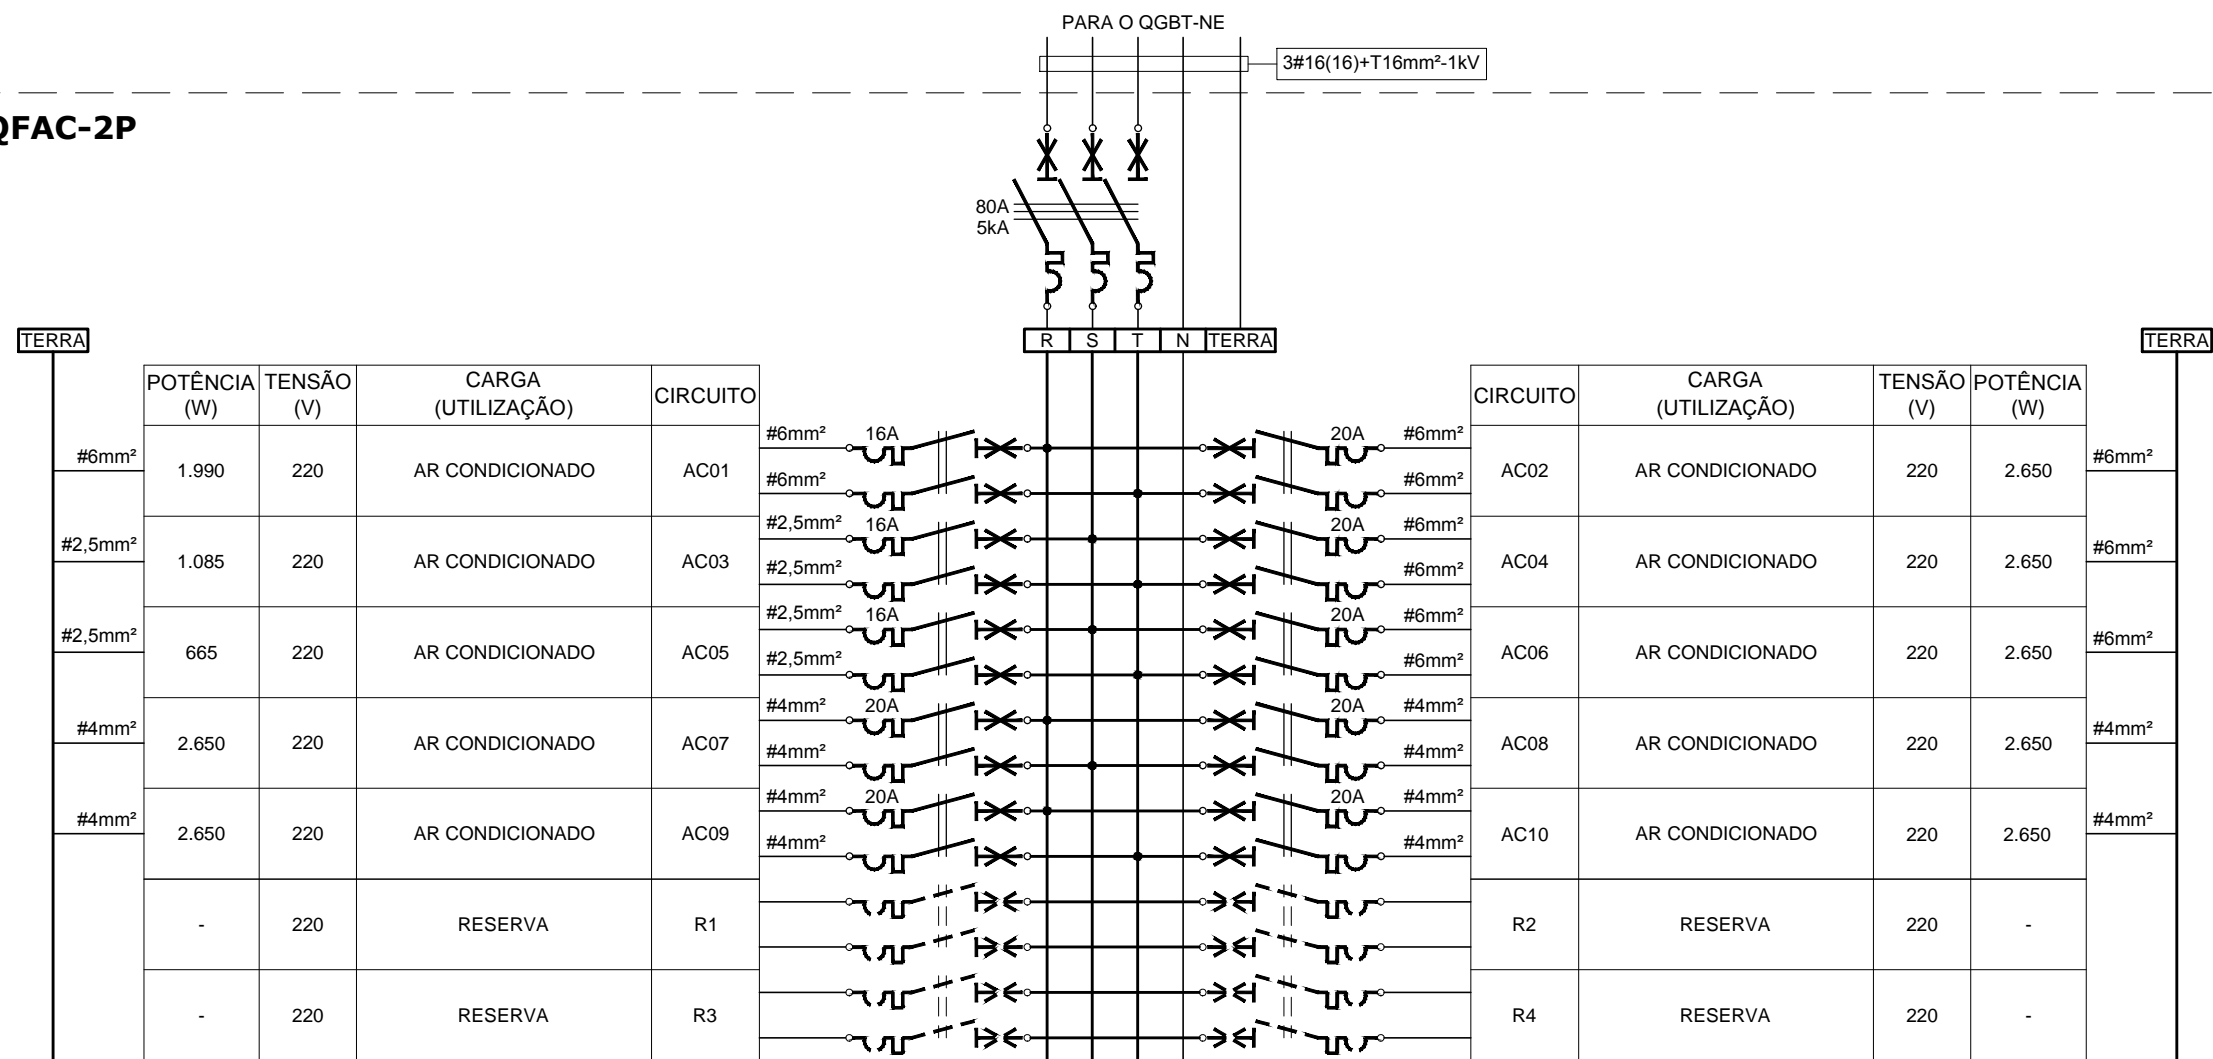 PARA O QGBT-NE
3#16(16)+T16mm²-1kV
QFAC-2P
80A
5kA
TERRA
R S T N TERRA
TERRA
POTÊNCIA (W) TENSÃO (V) CARGA (UTILIZAÇÃO) CIRCUITO
CIRCUITO CARGA (UTILIZAÇÃO) TENSÃO (V) POTÊNCIA (W)
#6mm² 1.990 220 AR CONDICIONADO AC01 #6mm² 16A #6mm²
20A #6mm² #6mm² AC02 AR CONDICIONADO 220 2.650 #6mm²
#2,5mm² 1.085 220 AR CONDICIONADO AC03 #2,5mm² 16A #2,5mm²
20A #6mm² #6mm² AC04 AR CONDICIONADO 220 2.650 #6mm²
#2,5mm² 665 220 AR CONDICIONADO AC05 #2,5mm² 16A #2,5mm²
20A #6mm² #6mm² AC06 AR CONDICIONADO 220 2.650 #6mm²
#4mm² 2.650 220 AR CONDICIONADO AC07 #4mm² 20A #4mm²
20A #4mm² #4mm² AC08 AR CONDICIONADO 220 2.650 #4mm²
#4mm² 2.650 220 AR CONDICIONADO AC09 #4mm² 20A #4mm²
20A #4mm² #4mm² AC10 AR CONDICIONADO 220 2.650 #4mm²
- 220 RESERVA R1
R2 RESERVA 220 -
- 220 RESERVA R3
R4 RESERVA 220 -